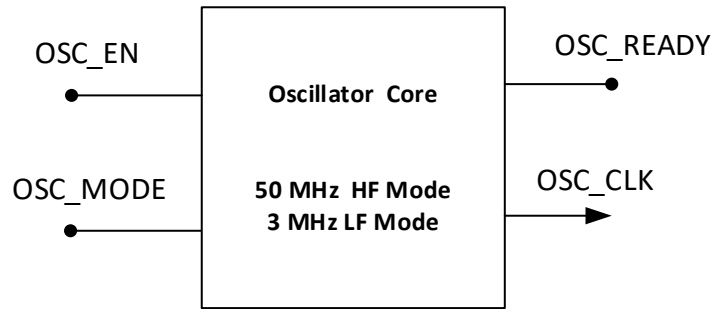 OSC_EN
OSC_READY
Oscillator Core
OSC_MODE
50 MHz HF Mode
OSC_CLK
3 MHz LF Mode